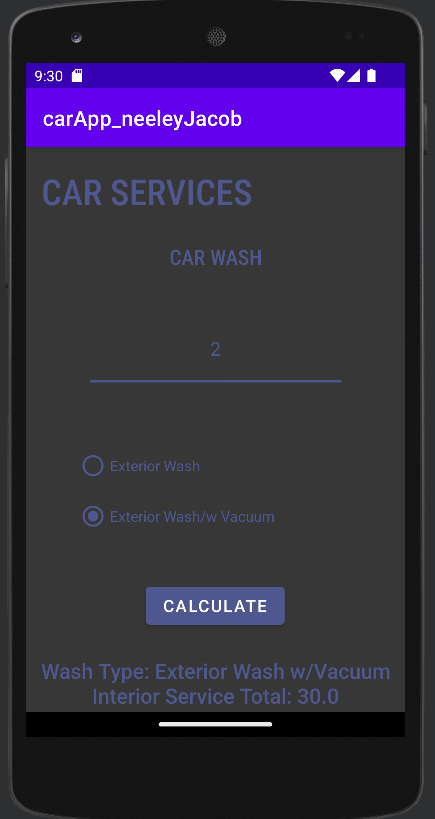 9:30
carApp_neeleyJacob
CAR SERVICES
CAR WASH
2
Exterior Wash
Exterior Wash/w Vacuum
CALCULATE
Wash Type: Exterior Wash w/Vacuum
Interior Service Total: 30.0